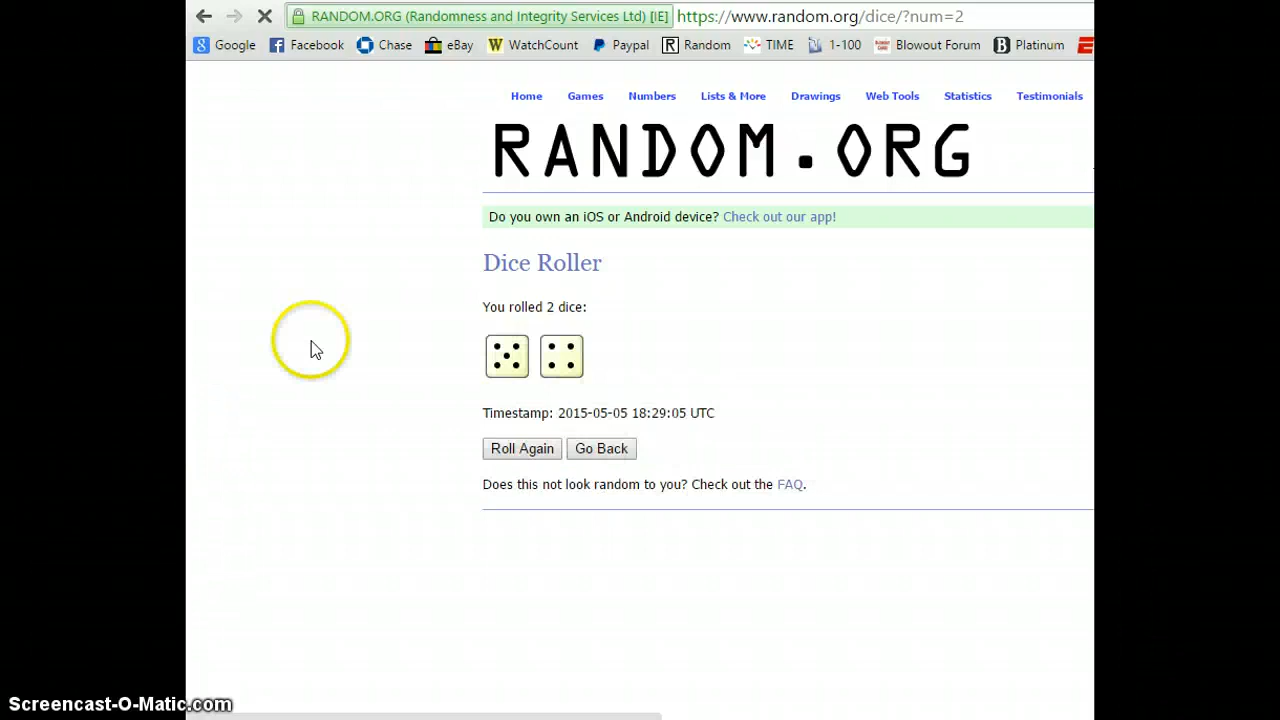 RANDOM.ORG (Randomness and Integrity Services Ltd) [IE] https://www.random.org/dice/?num=2
Google Facebook Chase eBay WatchCount Paypal Random TIME 1-100 Blowout Forum Platinum
Home Games Numbers Lists & More Drawings Web Tools Statistics Testimonials
RANDOM.ORG
Do you own an iOS or Android device? Check out our app!
Dice Roller
You rolled 2 dice:
Timestamp: 2015-05-05 18:29:05 UTC
Roll Again Go Back
Does this not look random to you? Check out the FAQ.
Screencast-O-Matic.com